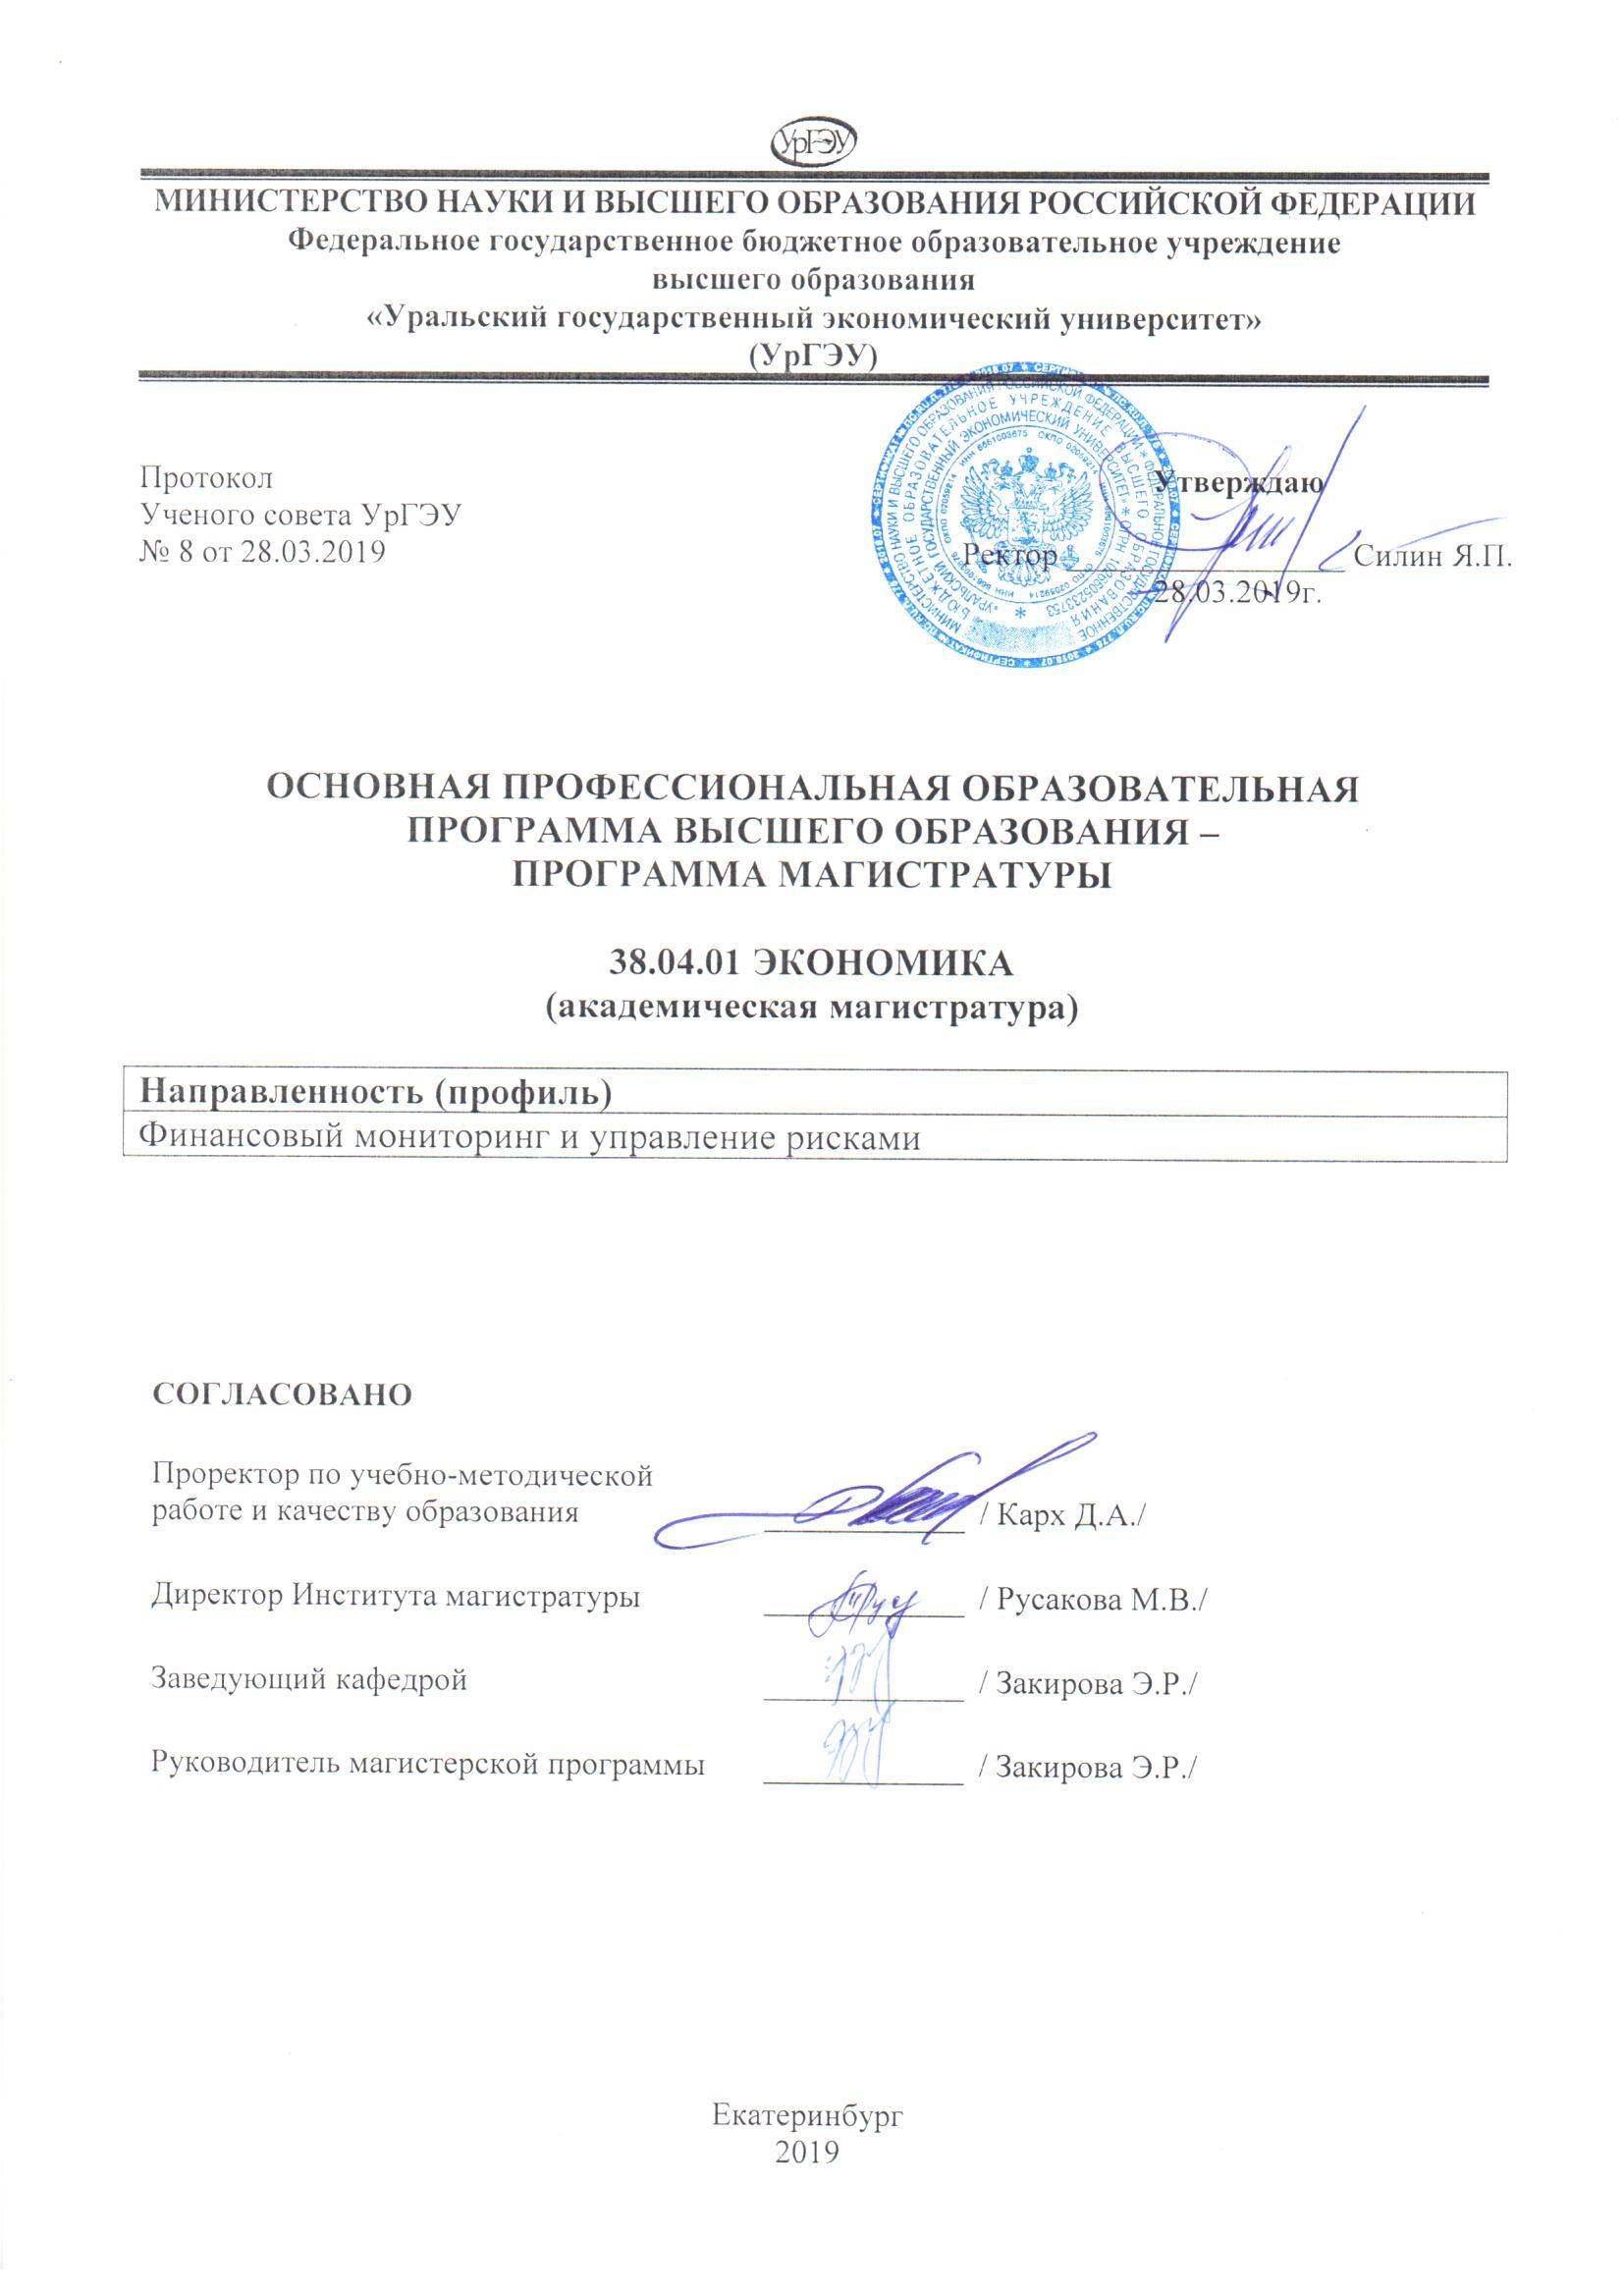 УрГЭУ
МИНИСТЕРСТВО НАУКИ И ВЫСШЕГО ОБРАЗОВАНИЯ РОССИЙСКОЙ ФЕДЕРАЦИИ
Федеральное государственное бюджетное образовательное учреждение
высшего образования
«Уральский государственный экономический университет»
(УрГЭУ)
Протокол
Ученого совета УрГЭУ
№ 8 от 28.03.2019
Утверждаю
Ректор Силин Я.П.
28.03.2019г.
ОСНОВНАЯ ПРОФЕССИОНАЛЬНАЯ ОБРАЗОВАТЕЛЬНАЯ
ПРОГРАММА ВЫСШЕГО ОБРАЗОВАНИЯ –
ПРОГРАММА МАГИСТРАТУРЫ
38.04.01 ЭКОНОМИКА
(академическая магистратура)
Направленность (профиль)
Финансовый мониторинг и управление рисками
СОГЛАСОВАНО
Проректор по учебно-методической
работе и качеству образования / Карх Д.А./
Директор Института магистратуры / Русакова М.В./
Заведующий кафедрой / Закирова Э.Р./
Руководитель магистерской программы / Закирова Э.Р./
Екатеринбург
2019